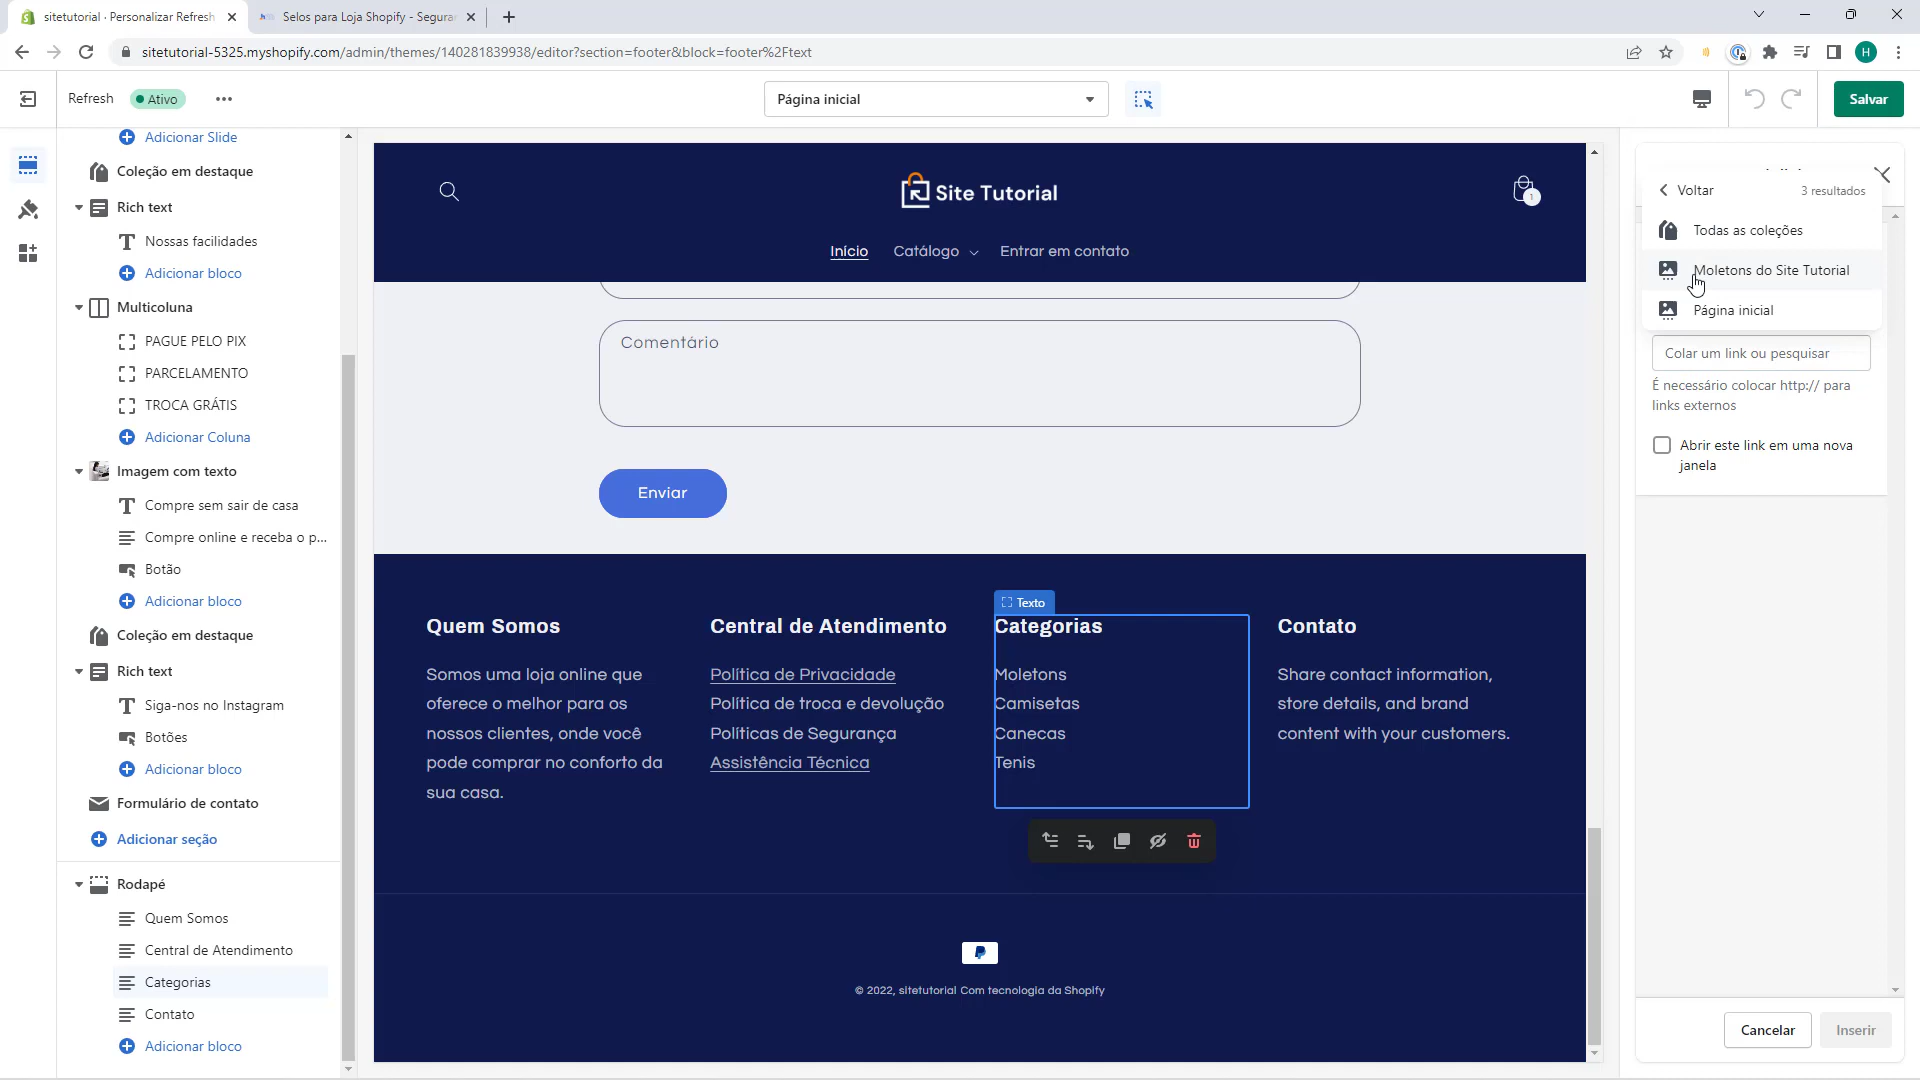 sitetutorial · Personalizar Refresh
Selos para Loja Shopify - Segurar
sitetutorial-5325.myshopify.com/admin/themes/140281839938/editor?section=footer&block=footer%2Ftext
H
Refresh
Ativo
Página inicial
Salvar
Adicionar Slide
Coleção em destaque
Rich text
Nossas facilidades
Adicionar bloco
Multicoluna
PAGUE PELO PIX
PARCELAMENTO
TROCA GRÁTIS
Adicionar Coluna
Imagem com texto
Compre sem sair de casa
Compre online e receba o p...
Botão
Adicionar bloco
Coleção em destaque
Rich text
Siga-nos no Instagram
Botões
Adicionar bloco
Formulário de contato
Adicionar seção
Rodapé
Quem Somos
Central de Atendimento
Categorias
Contato
Adicionar bloco
Site Tutorial
1
Início
Catálogo
Entrar em contato
Comentário
Enviar
Quem Somos
Somos uma loja online que
oferece o melhor para os
nossos clientes, onde você
pode comprar no conforto da
sua casa.
Central de Atendimento
Política de Privacidade
Política de troca e devolução
Políticas de Segurança
Assistência Técnica
Texto
Categorias
Moletons
Camisetas
Canecas
Tenis
Contato
Share contact information,
store details, and brand
content with your customers.
© 2022, sitetutorial Com tecnologia da Shopify
Voltar
3 resultados
Todas as coleções
Moletons do Site Tutorial
Página inicial
Colar um link ou pesquisar
É necessário colocar http:// para
links externos
Abrir este link em uma nova
janela
Cancelar
Inserir